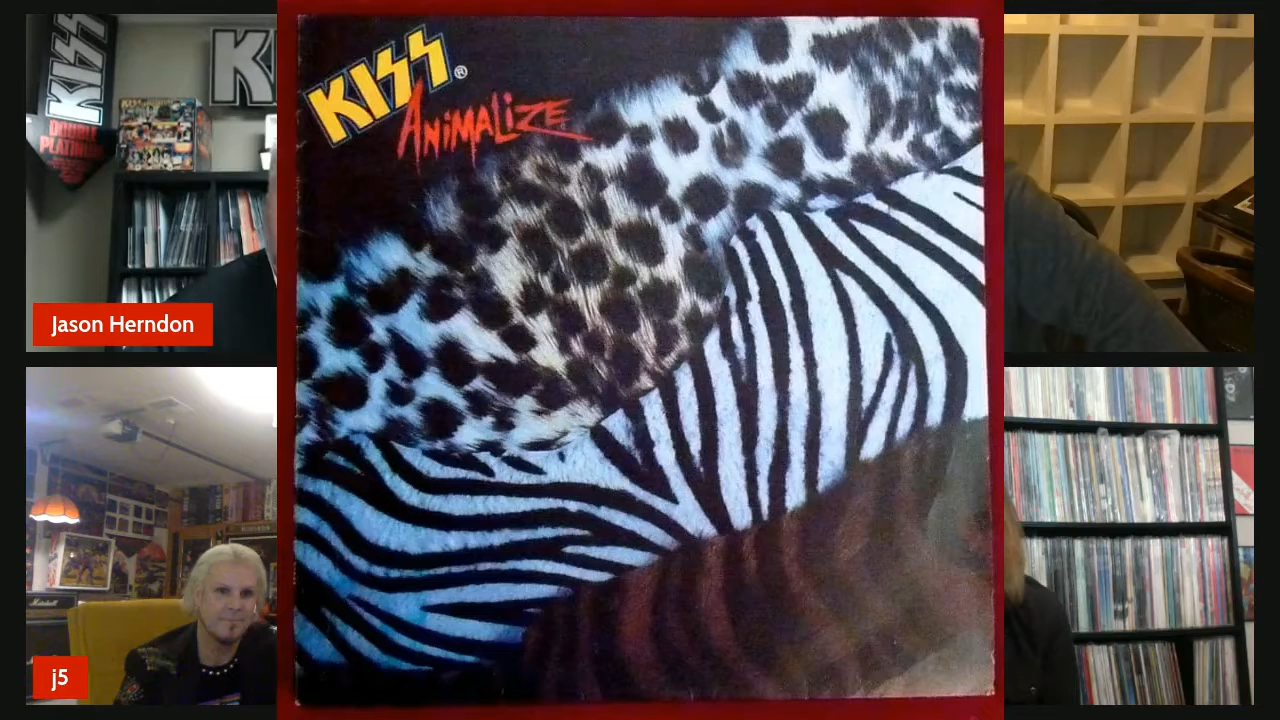 KISS
K
DOUBLE
PLATINUM
KISS®
ANIMALIZE
Jason Herndon
j5